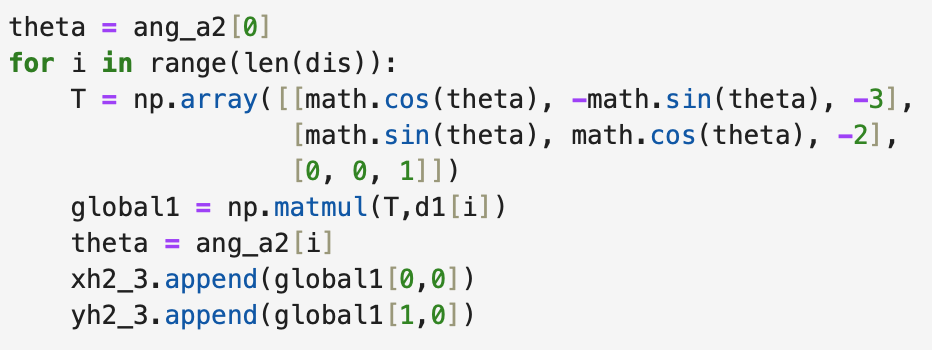 theta = ang_a2[0]
for i in range(len(dis)):
    T = np.array([[math.cos(theta), -math.sin(theta), -3],
                  [math.sin(theta), math.cos(theta), -2],
                  [0, 0, 1]])
    global1 = np.matmul(T,d1[i])
    theta = ang_a2[i]
    xh2_3.append(global1[0,0])
    yh2_3.append(global1[1,0])